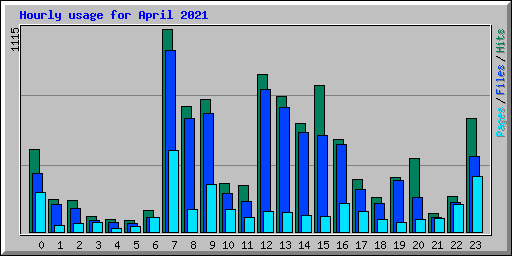 Hourly usage for April 2021
1115
Pages/Files/Hits
0 1 2 3 4 5 6 7 8 9 10 11 12 13 14 15 16 17 18 19 20 21 22 23